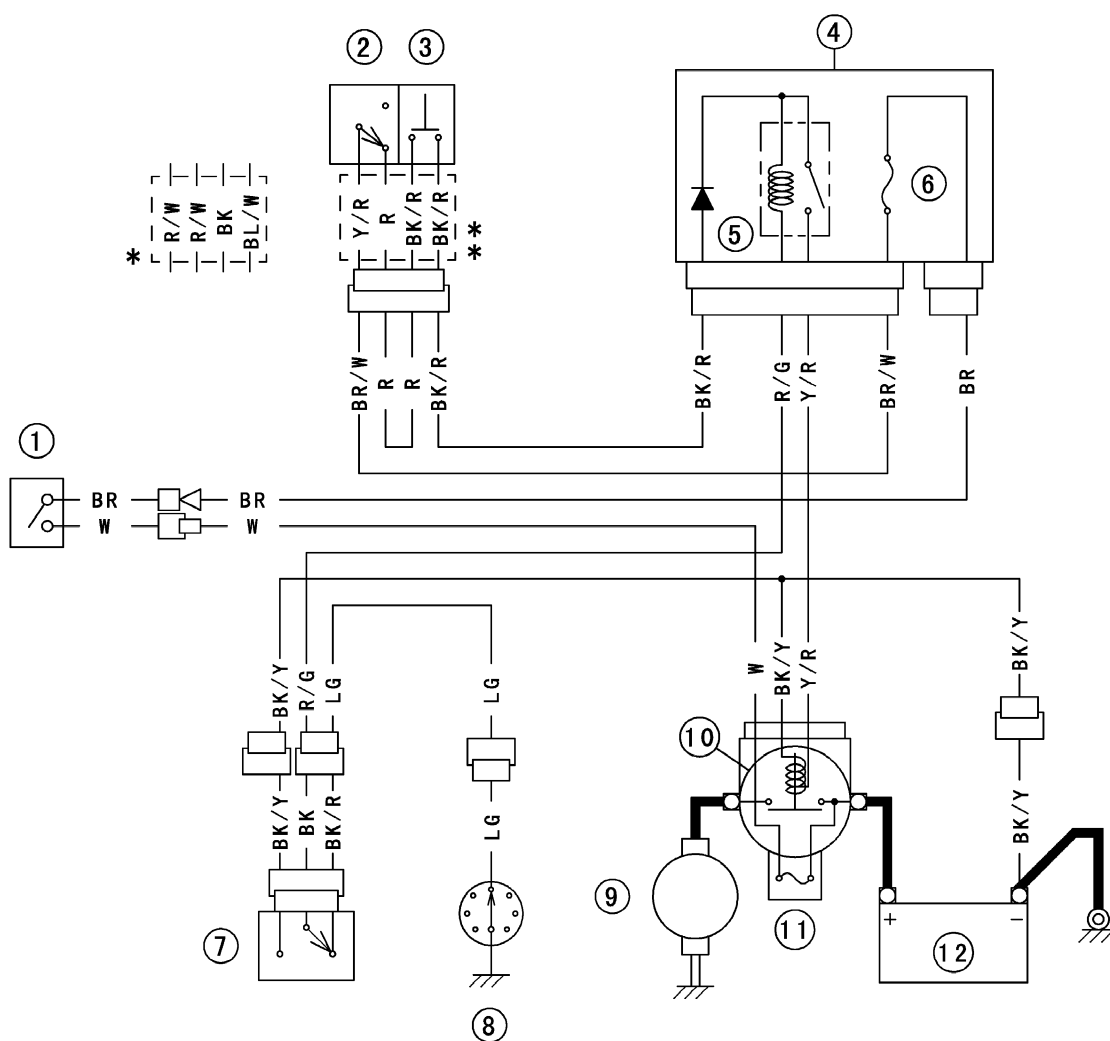 ② ③ ④
R/W R/W BK BL/W
*
Y/R R BK/R BK/R
*
*
⑤ ⑥
BR/W R R BK/R
BK/R R/G Y/R BR/W BR
①
BR BR
W W
BK/Y R/G LG LG
W BK/Y Y/R BK/Y
⑩
BK/Y BK BK/R LG BK/Y
⑨ ⑪
+ −
⑦ ⑫
⑧